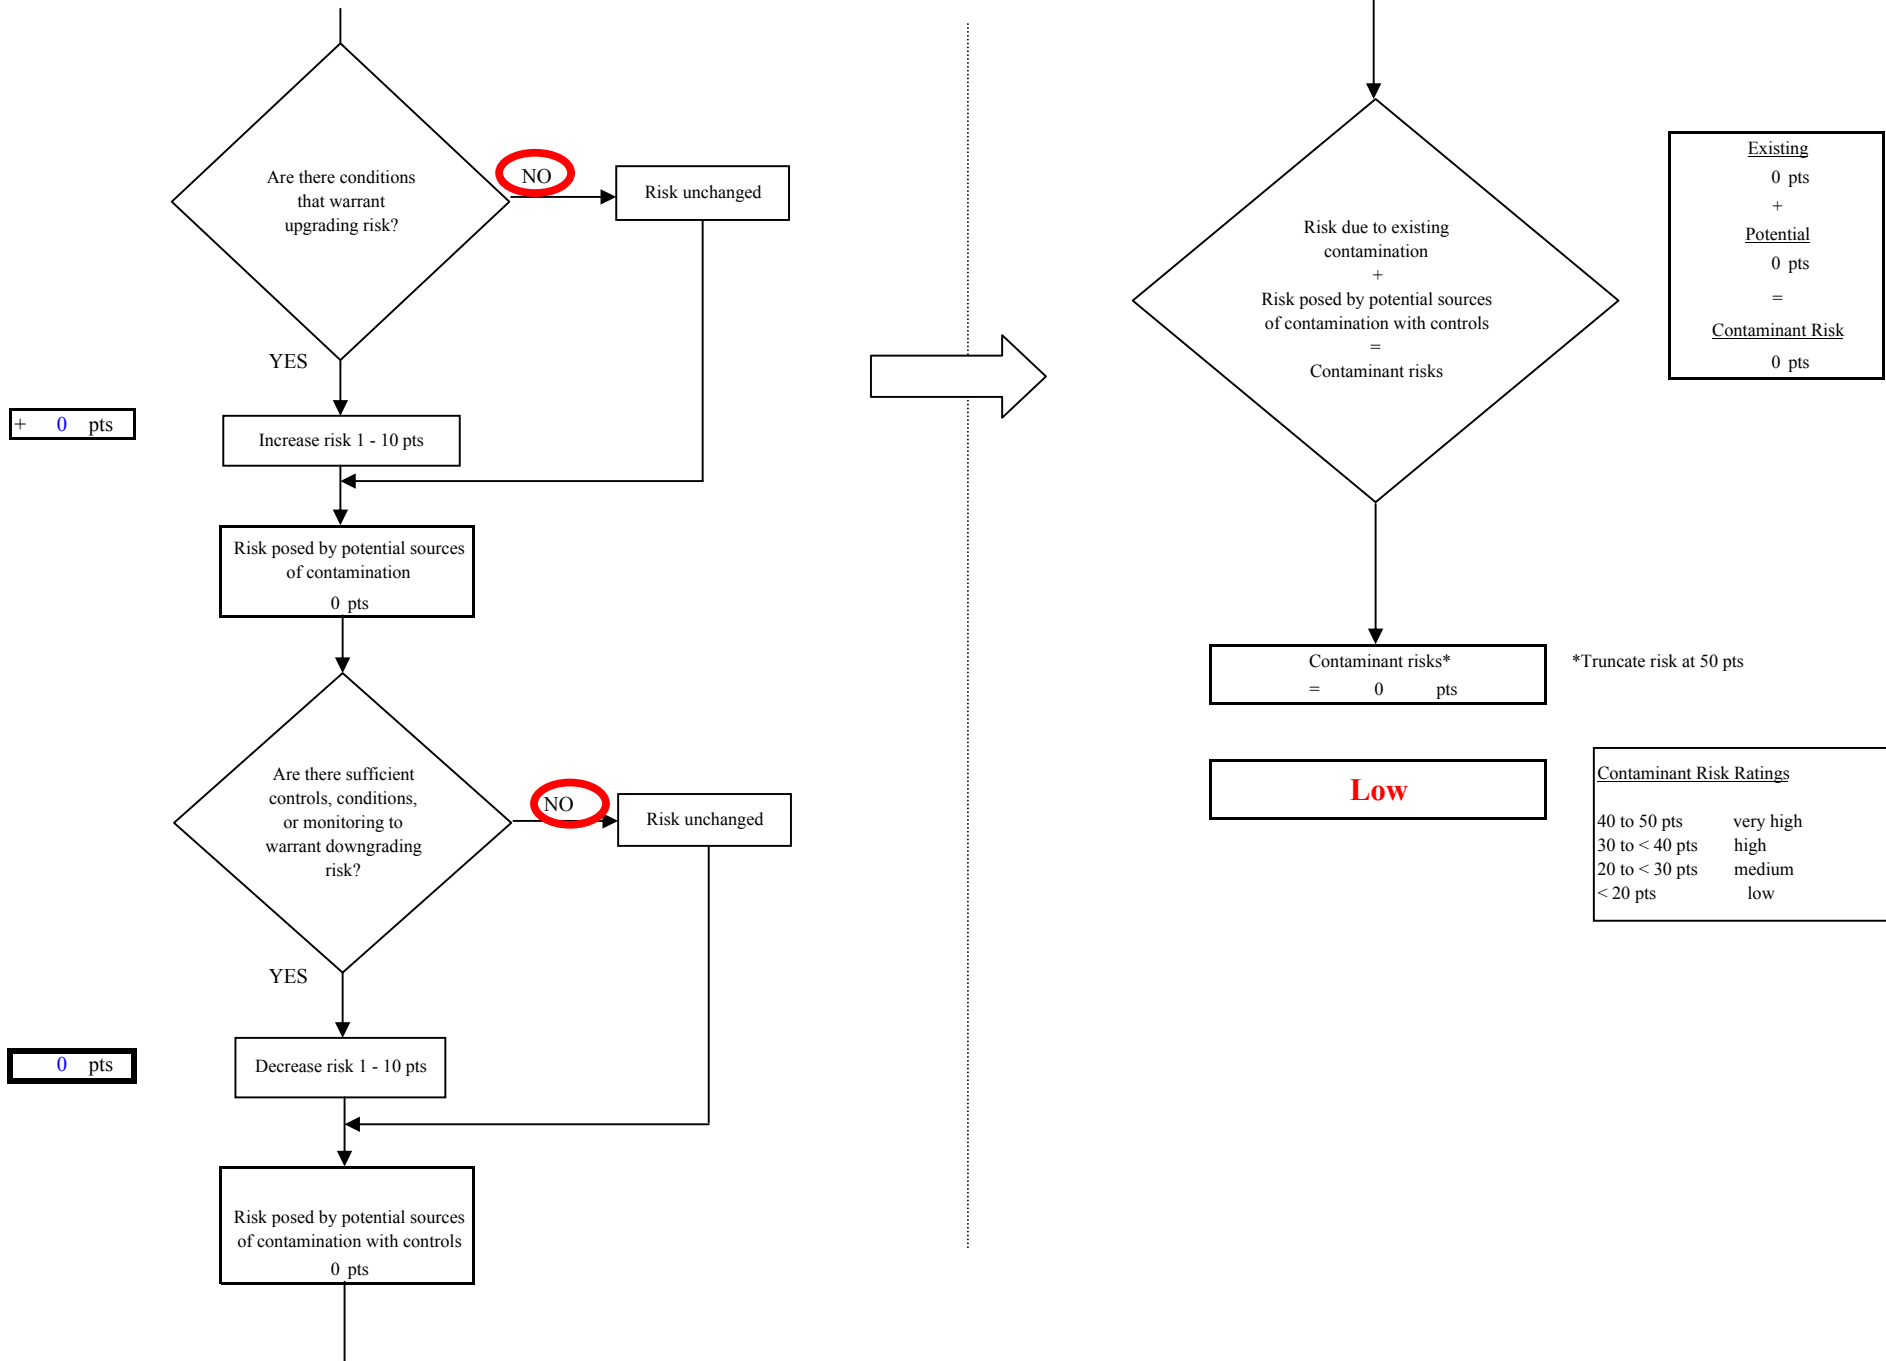 Are there conditions
that warrant
upgrading risk?
NO
Risk unchanged
YES
+ 0 pts
Increase risk 1 - 10 pts
Risk posed by potential sources
of contamination
0 pts
Are there sufficient
controls, conditions,
or monitoring to
warrant downgrading
risk?
NO
Risk unchanged
YES
0 pts
Decrease risk 1 - 10 pts
Risk posed by potential sources
of contamination with controls
0 pts
Risk due to existing
contamination
+
Risk posed by potential sources
of contamination with controls
=
Contaminant risks
Existing
0 pts
+
Potential
0 pts
=
Contaminant Risk
0 pts
Contaminant risks*
= 0 pts
*Truncate risk at 50 pts
Low
Contaminant Risk Ratings
40 to 50 pts very high
30 to < 40 pts high
20 to < 30 pts medium
< 20 pts low